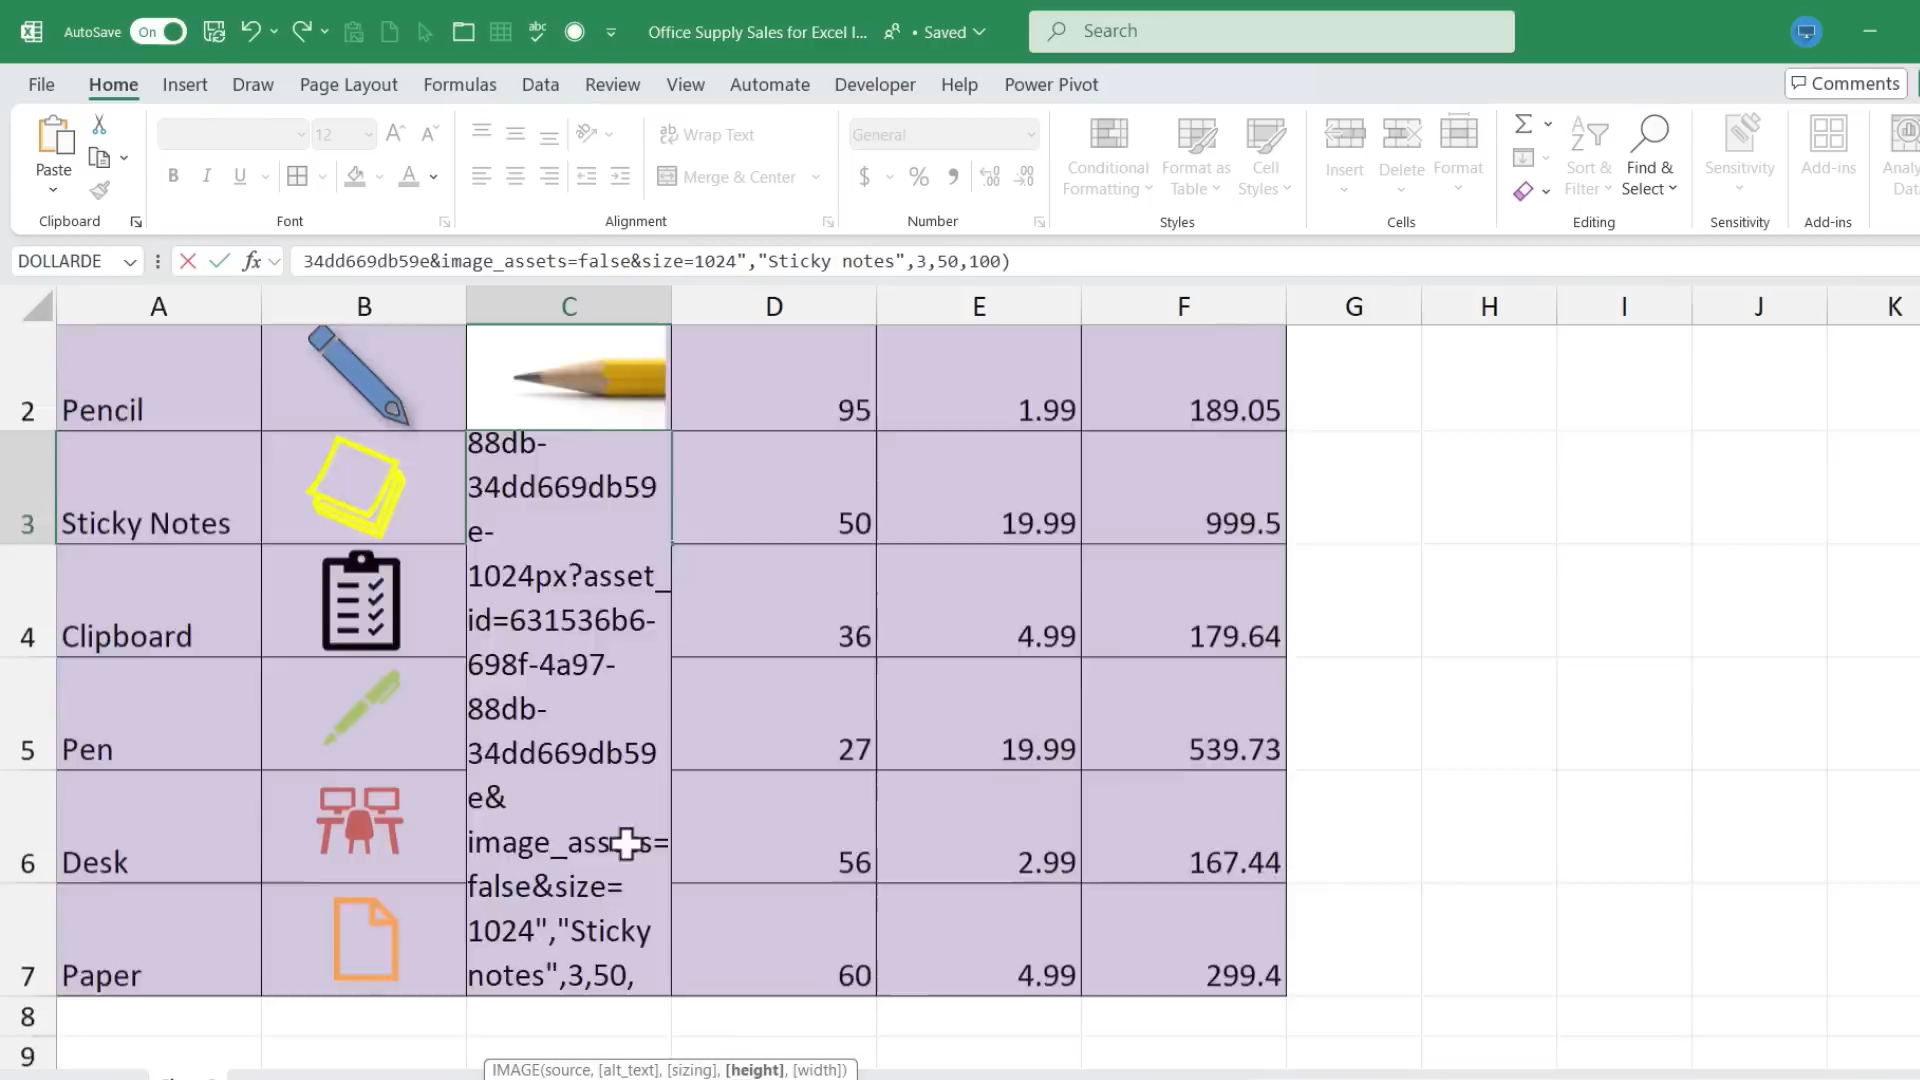 AutoSave On Office Supply Sales for Excel I... • Saved Search
File Home Insert Draw Page Layout Formulas Data Review View Automate Developer Help Power Pivot Comments
12 ab Wrap Text General
Paste Conditional Format as Cell Insert Delete Format Sort & Find & Sensitivity Add-ins Analy
B I U A Merge & Center $ % Formatting Table Styles Filter Select Dat
Clipboard Font Alignment Number Styles Cells Editing Sensitivity Add-ins
DOLLARDE fx 34dd669db59e&image_assets=false&size=1024","Sticky notes",3,50,100)
A B C D E F G H I J K
2 Pencil 95 1.99 189.05
88db-
34dd669db59
3 Sticky Notes e- 50 19.99 999.5
1024px?asset_
id=631536b6-
4 Clipboard 36 4.99 179.64
698f-4a97-
88db-
5 Pen 34dd669db59 27 19.99 539.73
e&
image_assets=
6 Desk 56 2.99 167.44
false&size=
1024","Sticky
7 Paper notes",3,50, 60 4.99 299.4
8
9
IMAGE(source, [alt_text], [sizing], [height], [width])